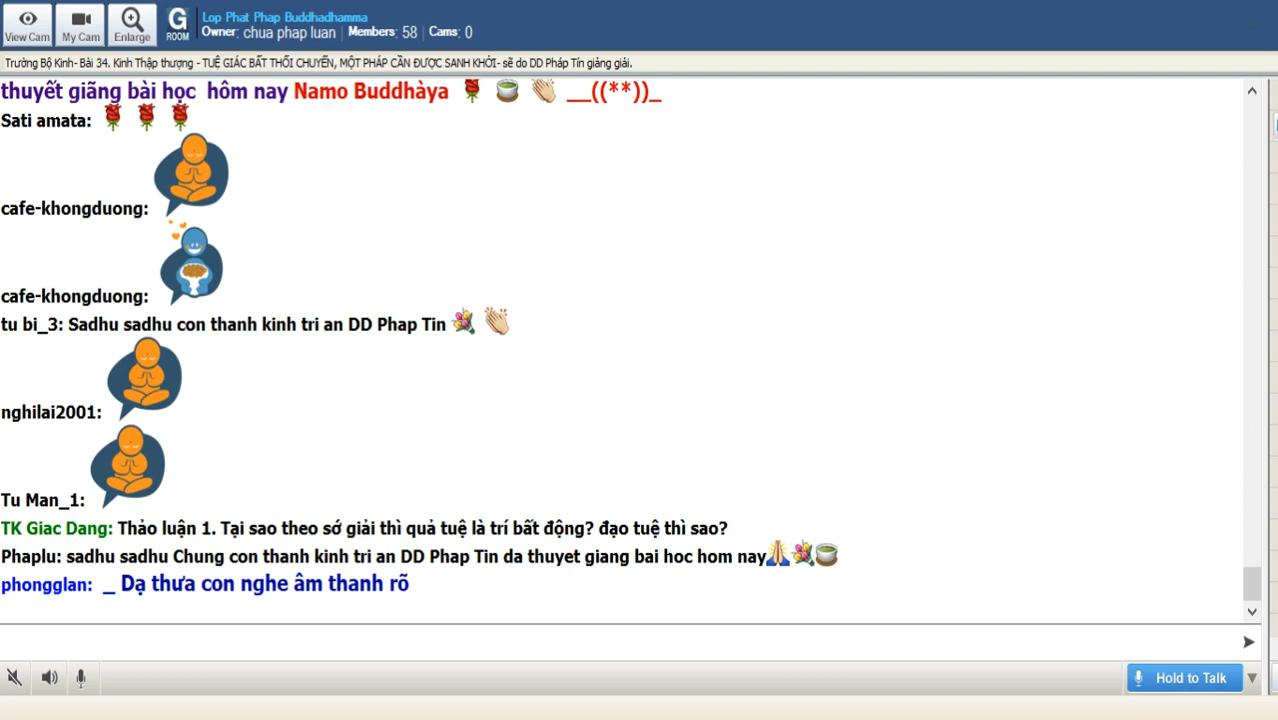 View Cam
My Cam
Enlarge
G
ROOM
Lop Phat Phap Buddhadhamma
Owner: chua phap luan | Members: 58 | Cams: 0
Trường Bộ Kinh- Bài 34. Kinh Thập thượng - TUỆ GIÁC BẤT THỐI CHUYỂN, MỘT PHÁP CẦN ĐƯỢC SANH KHỞI- sẽ do DD Pháp Tín giảng giải.
thuyết giãng bài học hôm nay Namo Buddhàya __((**))_
Sati amata:
cafe-khongduong:
cafe-khongduong:
tu bi_3: Sadhu sadhu con thanh kinh tri an DD Phap Tin
nghilai2001:
Tu Man_1:
TK Giac Dang: Thảo luận 1. Tại sao theo sớ giải thì quả tuệ là trí bất động? đạo tuệ thì sao?
Phaplu: sadhu sadhu Chung con thanh kinh tri an DD Phap Tin da thuyet giang bai hoc hom nay
phongglan: _ Dạ thưa con nghe âm thanh rõ
Hold to Talk